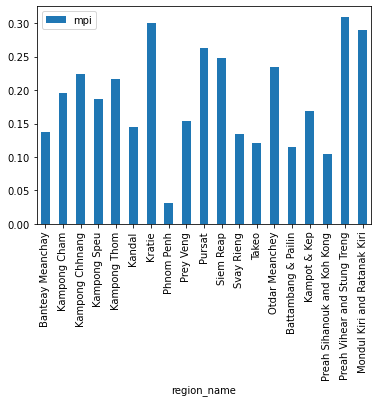 mpi
0.30
0.25
0.20
0.15
0.10
0.05
0.00
Banteay Meanchay
Kampong Cham
Kampong Chhnang
Kampong Speu
Kampong Thom
Kandal
Kratie
Phnom Penh
Prey Veng
Pursat
Siem Reap
Svay Rieng
Takeo
Otdar Meanchey
Battambang & Pailin
Kampot & Kep
Preah Sihanouk and Koh Kong
Preah Vihear and Stung Treng
Mondul Kiri and Ratanak Kiri
region_name